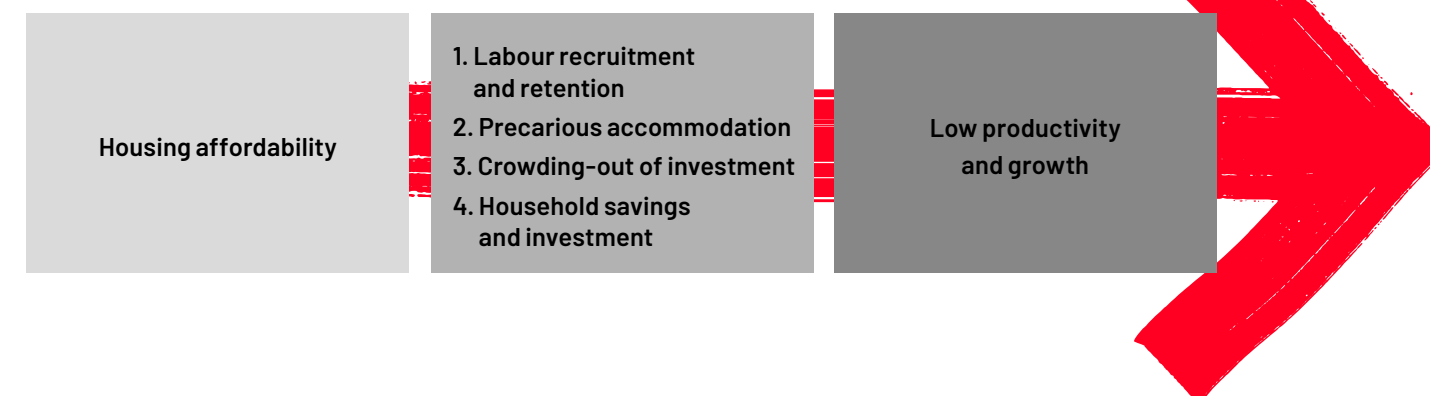 Housing affordability
1. Labour recruitment
and retention
2. Precarious accommodation
3. Crowding-out of investment
4. Household savings
and investment
Low productivity
and growth